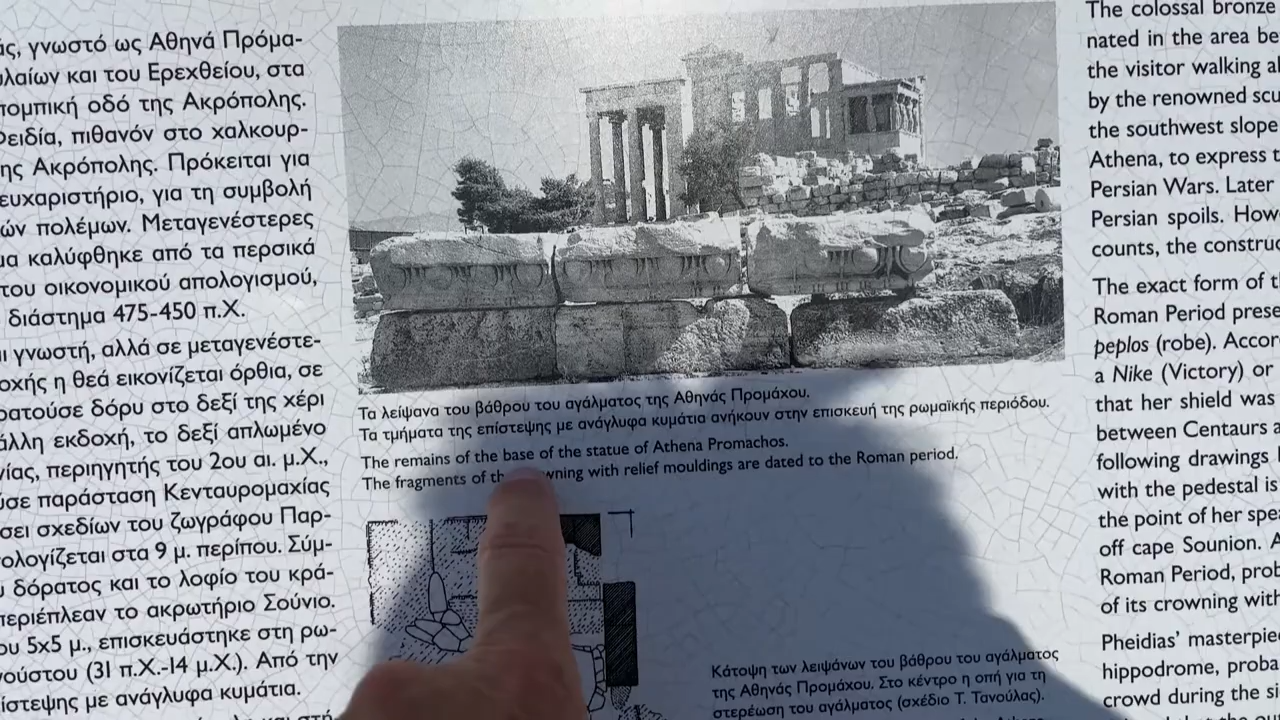 άς, γνωστό ως Αθηνά Πρόμα-
υλαίων και του Ερεχθείου, στα
πομπική οδό της Ακρόπολης.
Φειδία, πιθανόν στο χαλκουρ-
ης Ακρόπολης. Πρόκειται για
ευχαριστήριο, για τη συμβολή
ών πολέμων. Μεταγενέστερες
μα καλύφθηκε από τα περσικά
του οικονομικού απολογισμού,
διάστημα 475-450 π.Χ.
ι γνωστή, αλλά σε μεταγενέστε-
οχής η θεά εικονίζεται όρθια, σε
ρατούσε δόρυ στο δεξί της χέρι
άλλη εκδοχή, το δεξί απλωμένο
νίας, περιηγητής του 2ου αι. μ.Χ.,
ύσε παράσταση Κενταυρομαχίας
σει σχεδίων του ζωγράφου Παρ-
ολογίζεται στα 9 μ. περίπου. Σύμ-
υ δόρατος και το λοφίο του κρά-
περιέπλεαν το ακρωτήριο Σούνιο.
ου 5x5 μ., επισκευάστηκε στη ρω-
γούστου (31 π.Χ.-14 μ.Χ.). Από την
ίστεψης με ανάγλυφα κυμάτια.
Τα λείψανα του βάθρου του αγάλματος της Αθηνάς Προμάχου.
Τα τμήματα της επίστεψης με ανάγλυφα κυμάτια ανήκουν στην επισκευή της ρωμαϊκής περιόδου.
The remains of the base of the statue of Athena Promachos.
The fragments of th wning with relief mouldings are dated to the Roman period.
Κάτοψη των λειψάνων του βάθρου του αγάλματος
της Αθηνάς Προμάχου. Στο κέντρο η οπή για τη
στερέωση του αγάλματος (σχέδιο Τ. Τανούλας).
The colossal bronze
nated in the area be
the visitor walking al
by the renowned scu
the southwest slope
Athena, to express t
Persian Wars. Later
Persian spoils. How
counts, the construc
The exact form of t
Roman Period prese
peplos (robe). Accor
a Nike (Victory) or
that her shield was
between Centaurs a
following drawings
with the pedestal is
the point of her spea
off cape Sounion. A
Roman Period, prob
of its crowning with
Pheidias' masterpie
hippodrome, proba
crowd during the si